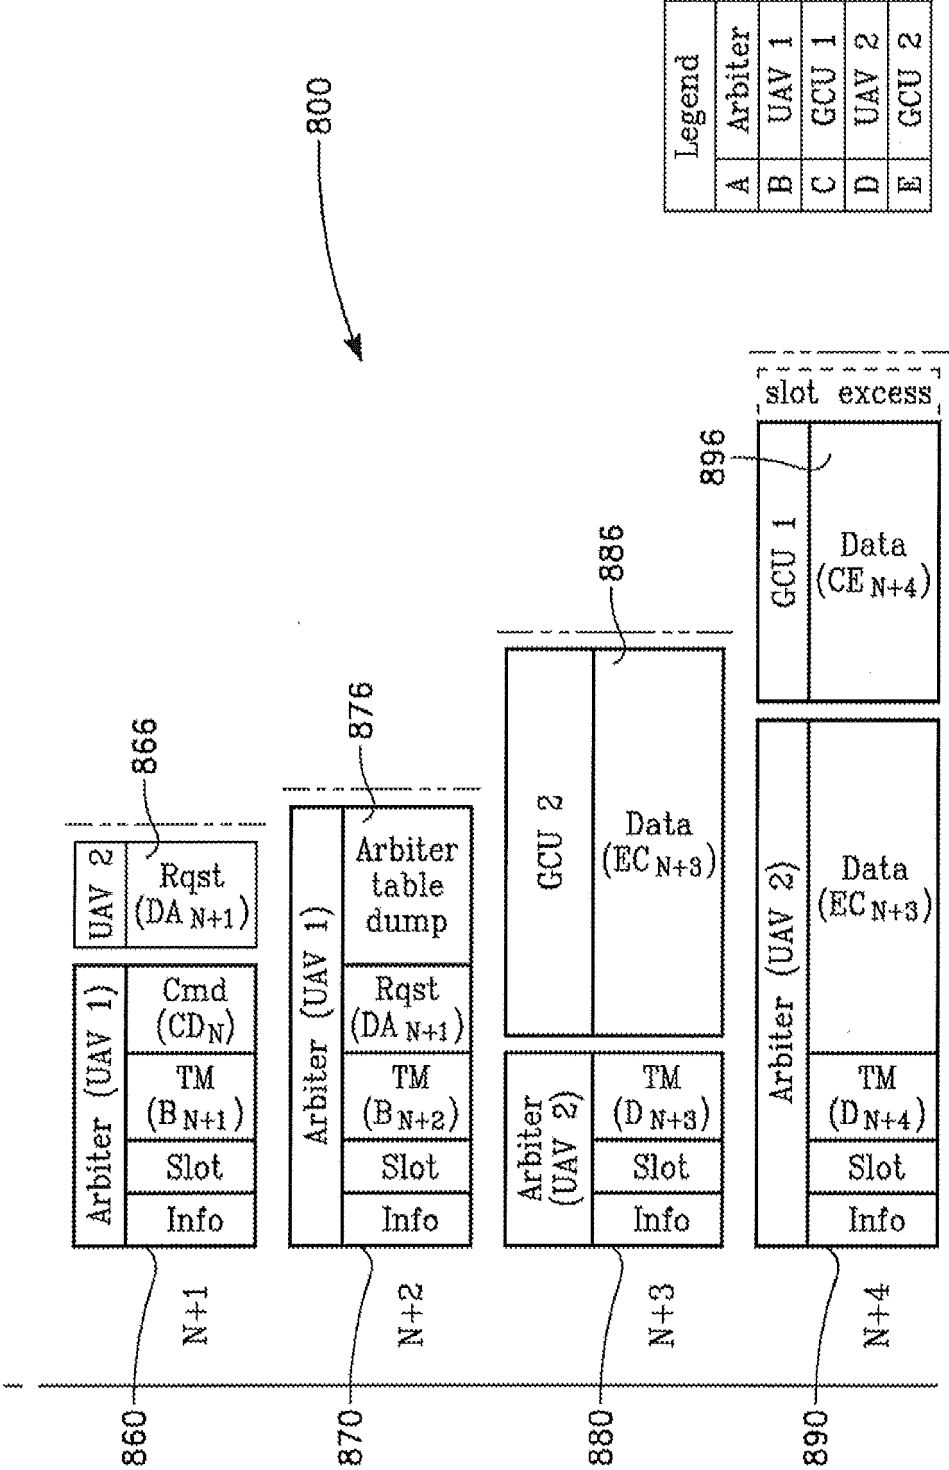 800
Legend
A Arbiter
B UAV 1
C GCU 1
D UAV 2
E GCU 2
860
N+1
Arbiter (UAV 1)
Info
Slot
TM
(B N+1)
Cmd
(CD N)
UAV 2
Rqst
(DA N+1)
866
870
N+2
Arbiter (UAV 1)
Info
Slot
TM
(B N+2)
Rqst
(DA N+1)
Arbiter
table
dump
876
880
N+3
Arbiter
(UAV 2)
Info
Slot
TM
(D N+3)
GCU 2
Data
(EC N+3)
886
890
N+4
Arbiter (UAV 2)
Info
Slot
TM
(D N+4)
Data
(EC N+3)
GCU 1
Data
(CE N+4)
896
slot excess